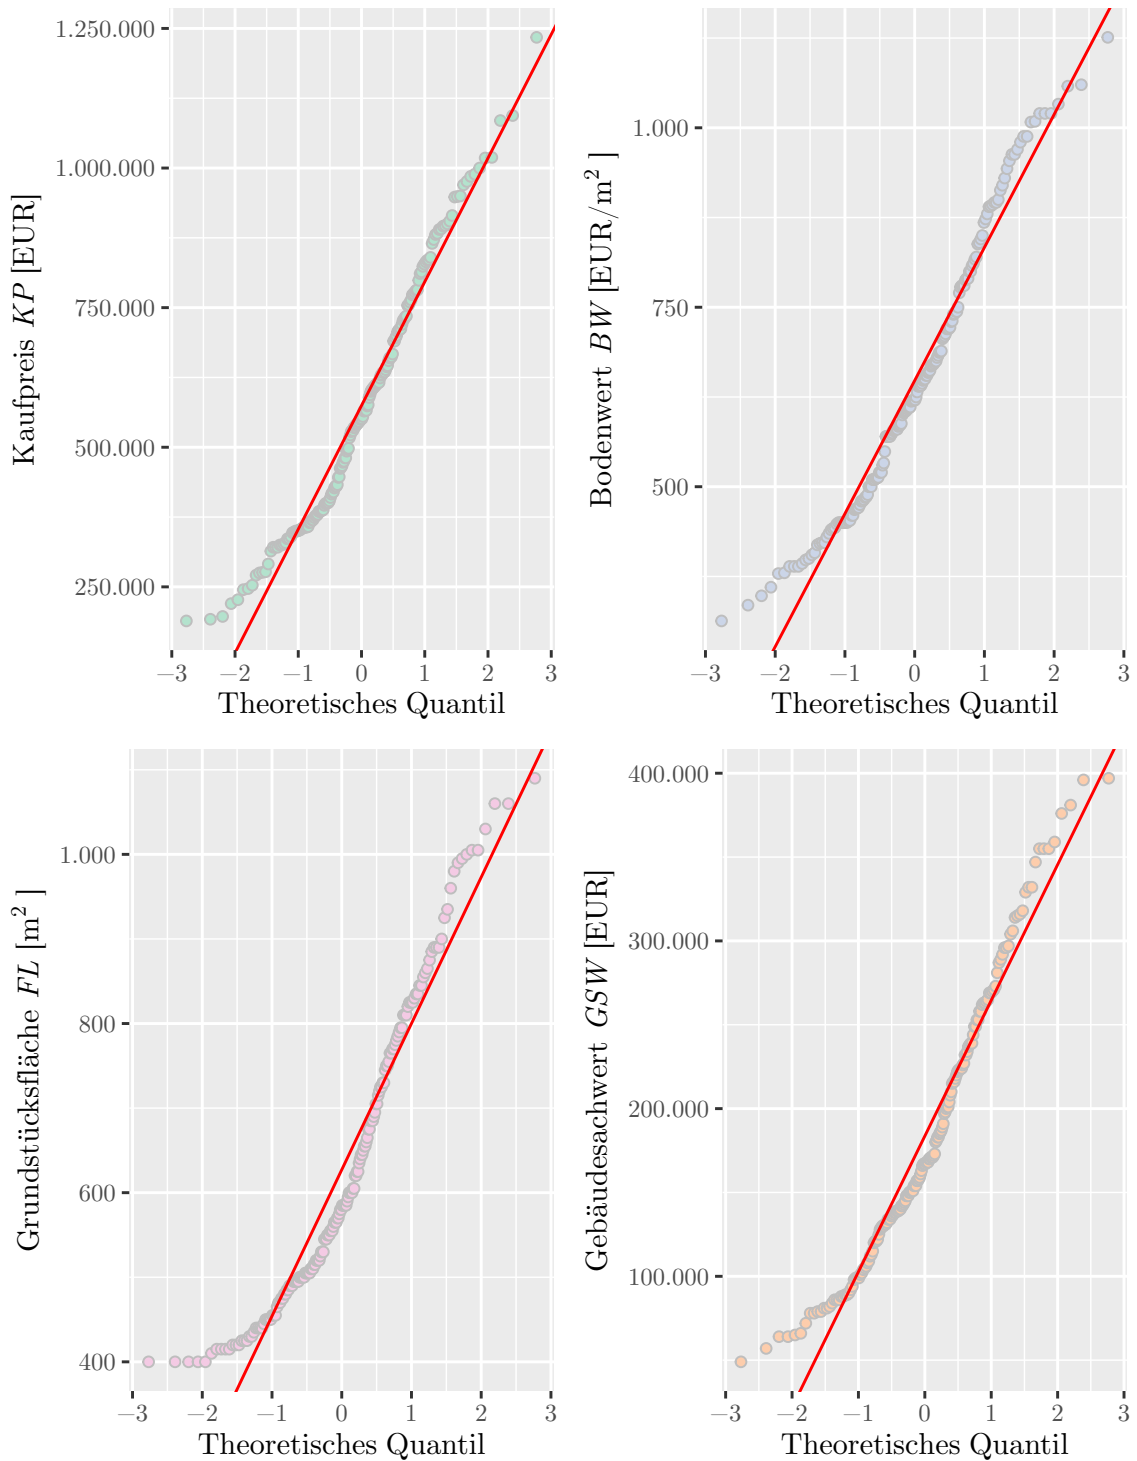 Kaufpreis KP [EUR]
1.250.000
1.000.000
750.000
500.000
250.000
−3 −2 −1 0 1 2 3
Theoretisches Quantil
Bodenwert BW [EUR/m² ]
1.000
750
500
−3 −2 −1 0 1 2 3
Theoretisches Quantil
Grundstücksfläche FL [m² ]
1.000
800
600
400
−3 −2 −1 0 1 2 3
Theoretisches Quantil
Gebäudesachwert GSW [EUR]
400.000
300.000
200.000
100.000
−3 −2 −1 0 1 2 3
Theoretisches Quantil